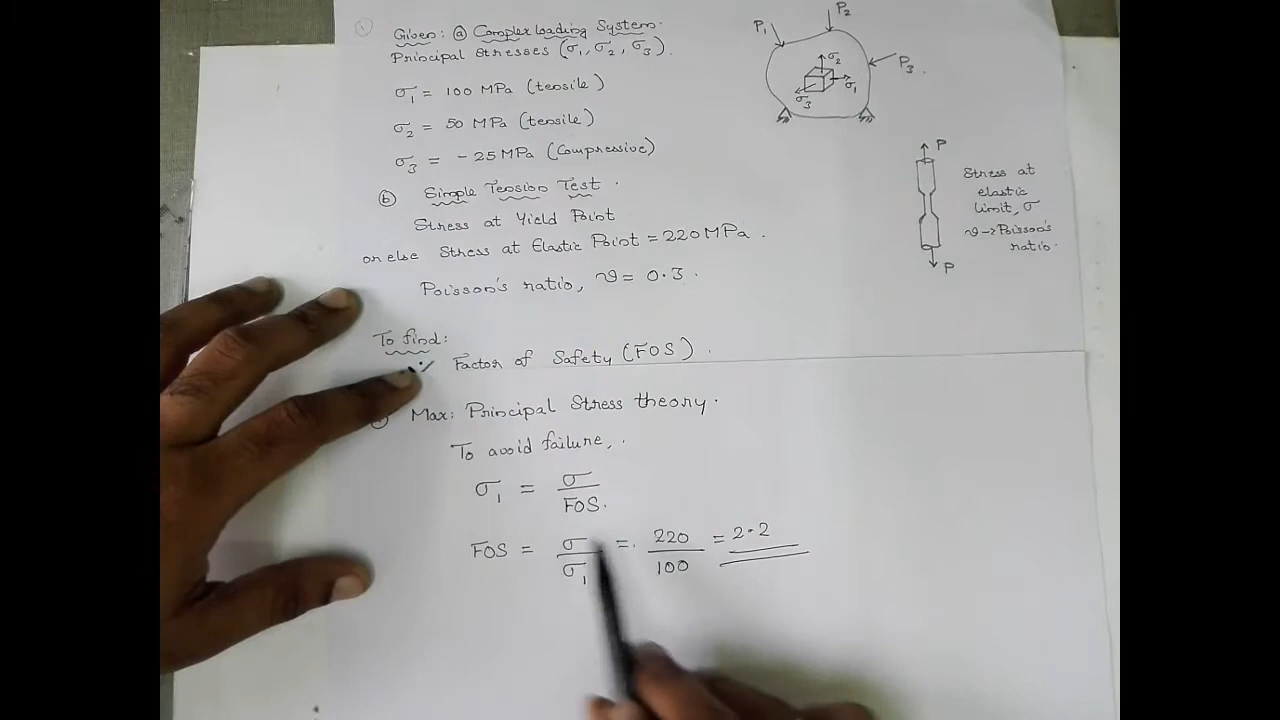 ①
Given: ⓐ Complex loading System.
Principal Stresses (σ₁, σ₂, σ₃).
σ₁ = 100 MPa (tensile)
σ₂ = 50 MPa (tensile)
σ₃ = -25 MPa (Compressive)
ⓑ Simple Tension Test.
Stress at Yield Point
or else Stress at Elastic Point = 220 MPa.
Poisson's ratio, ϑ = 0.3.
P₁
P₂
P₃
σ₂
σ₁
σ₃
P
Stress at
elastic
limit, σ
ϑ → Poisson's
ratio.
P
To find:
Factor of Safety (FOS).
Max: Principal Stress theory.
To avoid failure,
σ₁ = σ / FOS.
FOS = σ / σ₁ = 220 / 100 = 2.2